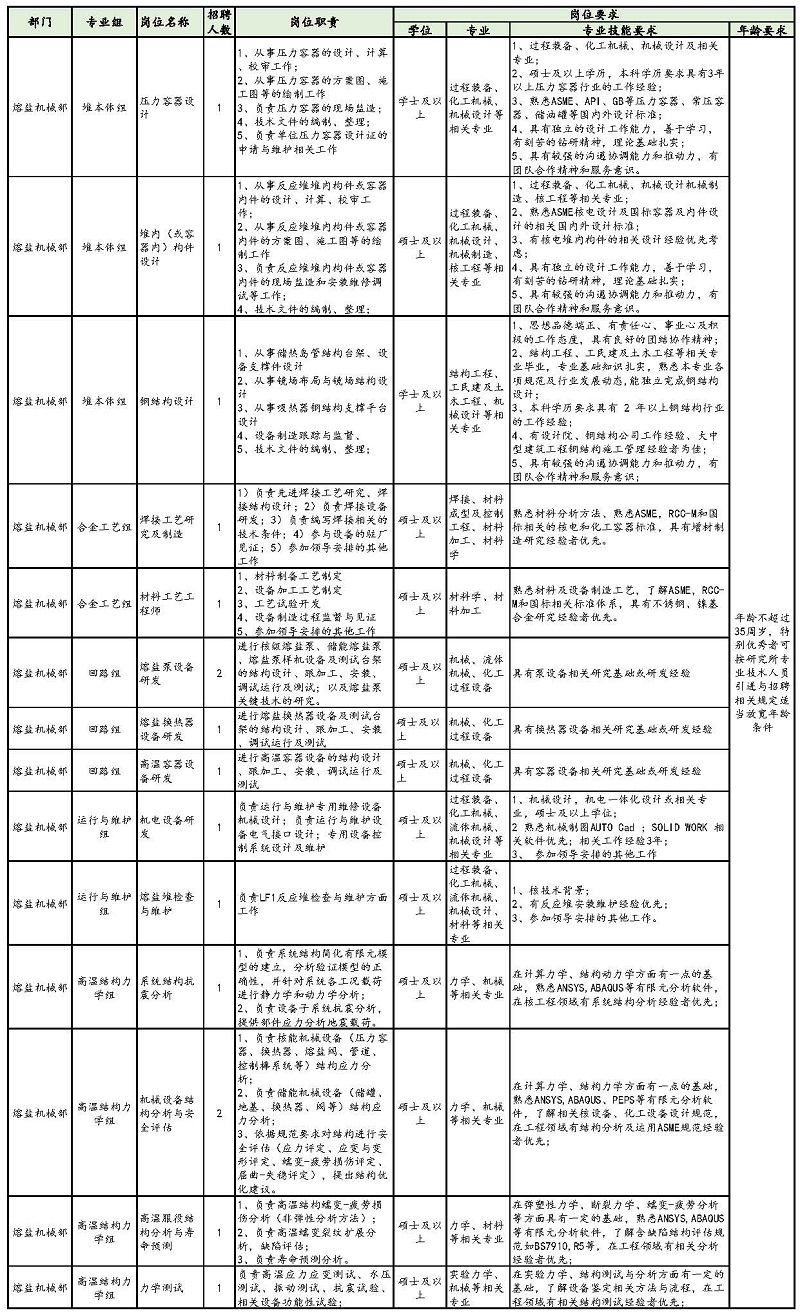 部门
专业组
岗位名称
招聘
人数
岗位职责
岗位要求
学位
专业
专业技能要求
年龄要求
熔盐机械部
堆本体组
压力容器设
计
1
1、从事压力容器的设计、计算
、校审工作;
2、从事压力容器的方案图、施
工图等的绘制工作
3、负责压力容器的现场监造;
4、技术文件的编制、整理;
5、负责单位压力容器设计证的
申请与维护相关工作
学士及以
上
过程装备、
化工机械、
机械设计等
相关专业
1、过程装备、化工机械、机械设计及相关
专业;
2、硕士及以上学历，本科学历要求具有3年
以上压力容器行业的工作经验;
3、熟悉ASME、API、GB等压力容器、常压容
器、储油罐等国内外设计标准;
4、具有独立的设计工作能力，善于学习，
有刻苦的钻研精神，理论基础扎实;
5、具有较强的沟通协调能力和推动力，有
团队合作精神和服务意识。
熔盐机械部
堆本体组
堆内（或容
器内）构件
设计
1
1、从事反应堆堆内构件或容器
内件的设计、计算、校审工
作;
2、从事反应堆堆内构件或容器
内件的方案图、施工图等的绘
制工作
3、负责反应堆堆内构件或容器
内件的现场监造和安装维修调
试等工作;
4、技术文件的编制、整理;
硕士及以
上
过程装备、
化工机械、
机械设计、
机械制造、
核工程等相
关专业
1、过程装备、化工机械、机械设计机械制
造、核工程等相关专业;
2、熟悉ASME核电设计及国标容器及内件设
计的相关国内外设计标准;
3、有核电堆内构件的相关设计经验优先考
虑;
4、具有独立的设计工作能力，善于学习，
有刻苦的钻研精神，理论基础扎实;
5、具有较强的沟通协调能力和推动力，有
团队合作精神和服务意识。
熔盐机械部
堆本体组
钢结构设计
1
1、从事储热岛管结构台架、设
备支撑件设计
2、从事镜场布局与镜场结构设
计
3、从事吸热器钢结构支撑平台
设计
4、设备制造跟踪与监督、
5、技术文件的编制、整理;
学士及以
上
结构工程、
工民建及土
木工程、机
械设计等相
关专业
1、思想品德端正、有责任心、事业心及积
极的工作态度，具有良好的团结协作精神;
2、结构工程、工民建及土木工程等相关专
业毕业，专业基础知识扎实，熟悉本专业各
项规范及行业发展动态,能独立完成钢结构
设计;
3、本科学历要求具有 2 年以上钢结构行业
的工作经验;
4、有设计院、钢结构公司工作经验、大中
型建筑工程钢结构施工管理经验者为佳;
5、具有较强的沟通协调能力和推动力，有
团队合作精神和服务意识;
熔盐机械部
合金工艺组
焊接工艺研
究及制造
1
1）负责先进焊接工艺研究、焊
接结构设计; 2）负责焊接设备
研发; 3）负责编写焊接相关的
技术条件; 4）参与设备的驻厂
见证; 5）参加领导安排的其他
工作
硕士及以
上
焊接、材料
成型及控制
工程、材料
加工、材料
学
熟悉材料分析方法、熟悉ASME，RCC-M和国
标相关的核电和化工容器标准，具有增材制
造研究经验者优先。
熔盐机械部
合金工艺组
材料工艺工
程师
1
1、材料制备工艺制定
2、设备加工工艺制定
3、工艺试验开发
4、设备制造过程监督与见证
5、参加领导安排的其他工作
硕士及以
上
材料学、材
料加工
熟悉材料及设备制造工艺，了解ASME，RCC-
M和国标相关标准体系，具有不锈钢、镍基
合金研究经验者优先。
年龄不超过
35周岁，特
别优秀者可
按研究所专
业技术人员
引进与招聘
相关规定适
当放宽年龄
条件
熔盐机械部
回路组
熔盐泵设备
研发
2
进行核级熔盐泵、储能熔盐泵
、熔盐泵样机设备及测试台架
的结构设计、跟加工、安装、
调试运行及测试; 以及熔盐泵
关键技术的研究。
硕士及以
上
机械、流体
机械、化工
过程设备
具有泵设备相关研究基础或研发经验
熔盐机械部
回路组
熔盐换热器
设备研发
1
进行熔盐换热器设备及测试台
架的结构设计、跟加工、安装
、调试运行及测试
硕士及以
上
机械、化工
过程设备
具有换热器设备相关研究基础或研发经验
熔盐机械部
回路组
高温容器设
备研发
1
进行高温容器设备的结构设计
、跟加工、安装、调试运行及
测试
硕士及以
上
机械、化工
过程设备
具有容器设备相关研究基础或研发经验
熔盐机械部
运行与维护
组
机电设备研
发
1
负责运行与维护专用维修设备
机械设计; 负责运行与维护设
备电气接口设计; 专用设备控
制系统设计及维护
硕士及以
上
过程装备、
化工机械、
流体机械、
机械设计等
相关专业
1、机械设计，机电一体化设计或相关专
业，硕士及以上学位;
2 熟悉机械制图AUTO Cad ; SOLID WORK 相
关软件优先; 相关工作经验3年;
3、 参加领导安排的其他工作
熔盐机械部
运行与维护
组
熔盐堆检查
与维护
1
负责LF1反应堆检查与维护方面
工作
硕士及以
上
过程装备、
化工机械、
流体机械、
机械设计、
材料等相关
专业
1、核技术背景;
2、有反应堆安装维护经验优先;
3、参加领导安排的其他工作。
熔盐机械部
高温结构力
学组
系统结构抗
震分析
1
1、负责系统结构简化有限元模
型的建立，分析验证模型的正
确性，并针对系统各工况载荷
进行静力学和动力学分析;
2、负责设备子系统抗震分析，
提供部件应力分析地震载荷。
硕士及以
上
力学、机械
等相关专业
在计算力学、结构动力学方面有一点的基
础，熟悉ANSYS,ABAQUS等有限元分析软件，
在核工程领域有系统结构分析经验者优先;
熔盐机械部
高温结构力
学组
机械设备结
构分析与安
全评估
2
1、负责核能机械设备（压力容
器、换热器、熔盐阀、管道、
控制棒系统等）结构应力分
析;
2、负责储能机械设备（储罐、
地基、换热器、阀等）结构应
力分析;
3、依据规范要求对结构进行安
全评估（应力评定、应变与变
形评定、蠕变-疲劳损伤评定、
屈曲-失稳评定），提出结构优
化建议。
硕士及以
上
力学、机械
等相关专业
在计算力学、结构力学方面有一点的基础，
熟悉ANSYS,ABAQUS、PEPS等有限元分析软
件，了解相关核设备、化工设备设计规范，
在工程领域有结构分析及运用ASME规范经验
者优先;
熔盐机械部
高温结构力
学组
高温服役结
构分析与寿
命预测
1
1、负责高温结构蠕变-疲劳损
伤分析（非弹性分析方法）;
2、负责高温蠕变裂纹扩展分
析，缺陷评估;
3、负责寿命预测分析。
硕士及以
上
力学、材料
等相关专业
在弹塑性力学、断裂力学、蠕变-疲劳分析
等方面具有一定的基础，熟悉ANSYS,ABAQUS
等有限元分析软件，了解含缺陷结构评估规
范如BS7910,R5等，在工程领域有相关分析
经验者优先;
熔盐机械部
高温结构力
学组
力学测试
1
负责高温应力应变测试、水压
测试、振动测试、抗震试验、
相关设备功能性试验;
硕士及以
上
实验力学、
机械等相关
专业
在实验力学、结构测试与分析方面有一定的
基础，了解设备鉴定相关方法与流程，在工
程领域有相关结构测试经验者优先;